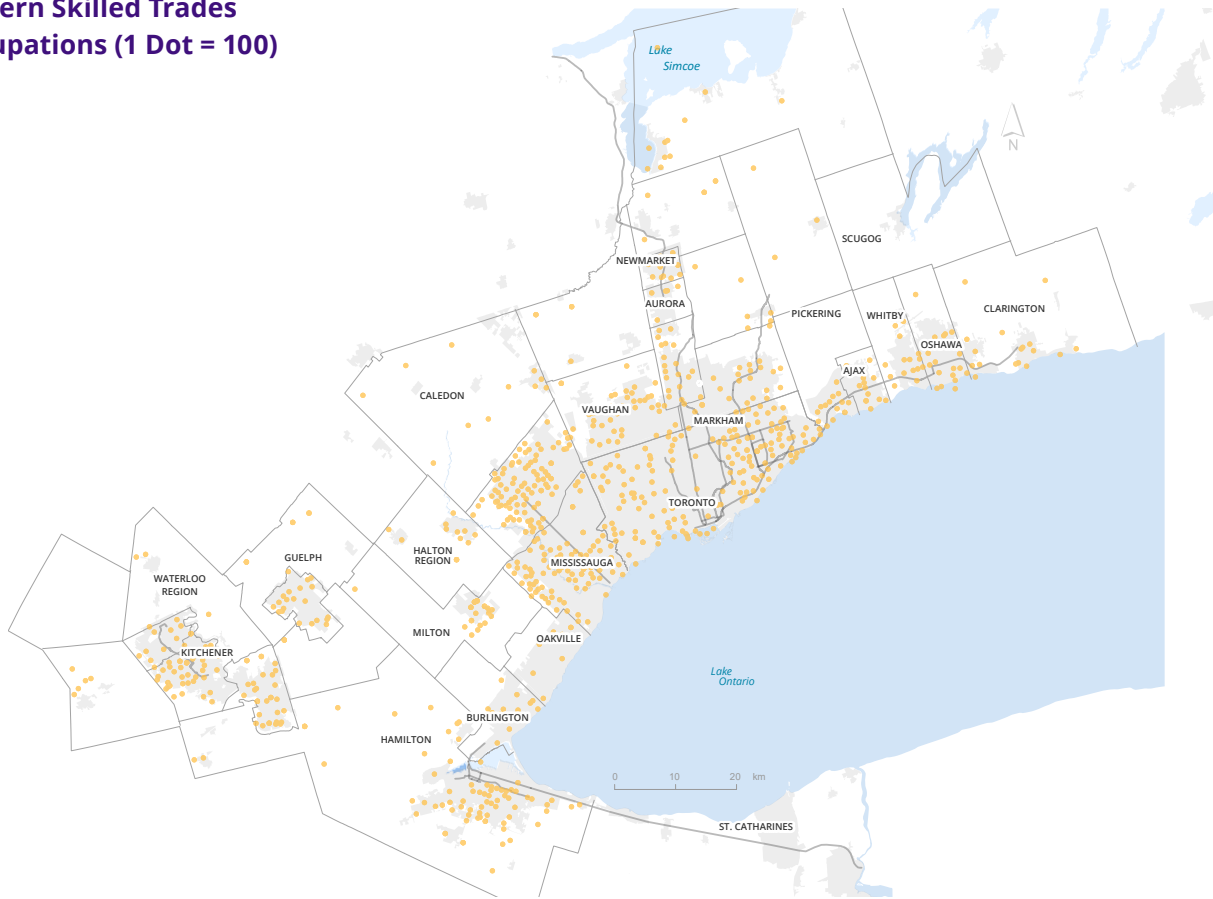 ern Skilled Trades
upations (1 Dot = 100)
Lake
Simcoe
N
SCUGOG
NEWMARKET
AURORA
PICKERING
WHITBY
CLARINGTON
OSHAWA
AJAX
CALEDON
VAUGHAN
MARKHAM
TORONTO
HALTON
REGION
GUELPH
MISSISSAUGA
WATERLOO
REGION
MILTON
OAKVILLE
KITCHENER
Lake
Ontario
BURLINGTON
HAMILTON
0 10 20 km
ST. CATHARINES